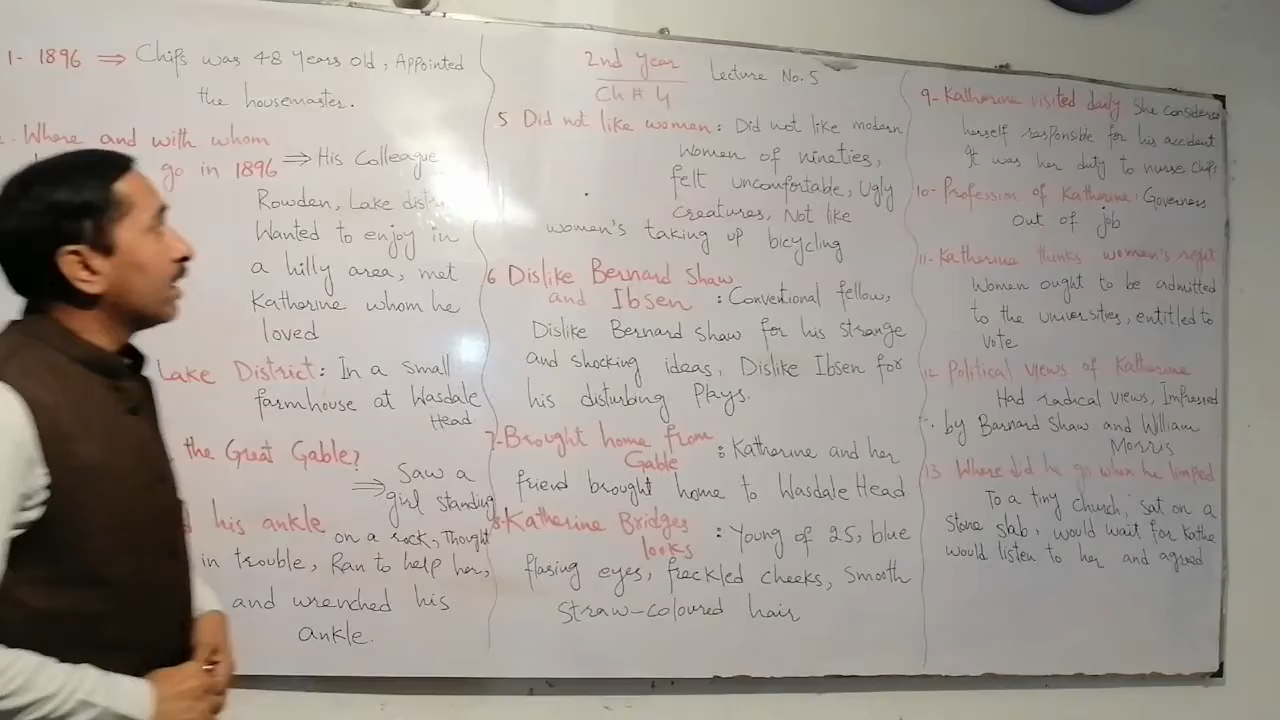 2nd year
Ch # 4
Lecture No. 5
1- 1896 ⇒ Chips was 48 years old, Appointed
the housemaster.
2. Where and with whom
go in 1896 ⇒ His Colleague
Rowden, Lake
Wanted to enjoy in
a hilly area, met
Katherine whom he
loved
Lake District: In a small
farmhouse at Wasdale
Head
the Great Gable?
⇒ Saw a
girl standing
his ankle on a rock, Thought
in trouble, Ran to help her,
and wrenched his
ankle.
5 Did not like women: Did not like modern
Women of nineties,
felt uncomfortable, Ugly
creatures, Not like
women's taking up bicycling
6 Dislike Bernard Shaw
and Ibsen : Conventional fellow,
Dislike Bernard Shaw for his strange
and shocking ideas, Dislike Ibsen for
his disturbing Plays.
7- Brought home from
Gable : Katherine and her
friend brought home to Wasdale Head
8- Katherine Bridges
looks : Young of 25, blue
flasing eyes, freckled cheeks, smooth
straw-coloured hair
9- Katherine visited daily She considered
herself responsible for his accident
It was her duty to nurse chips
10- Profession of Katherine: Governess
out of job
11- Katherine thinks women's right
Women ought to be admitted
to the universities, entitled to
vote
12 Political views of Katherine
Had radical views, Impressed
by Barnard Shaw and William
Morris
13 Where did he go when he limped
To a tiny church; sat on a
stone slab, would wait for Kathe
would listen to her and agreed